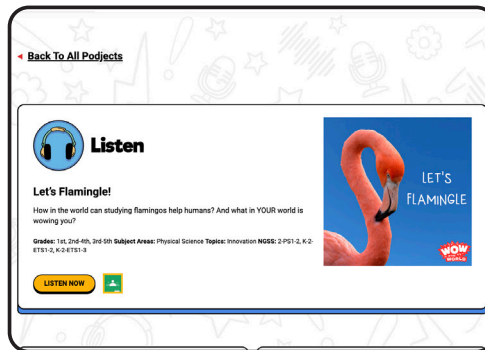 Back To All Podjects
Listen
Let's Flamingle!
How in the world can studying flamingos help humans? And what in YOUR world is
wowing you?
Grades: 1st, 2nd-4th, 3rd-5th Subject Areas: Physical Science Topics: Innovation NGSS: 2-PS1-2, K-2-
ETS1-2, K-2-ETS1-3
LISTEN NOW
LET'S
FLAMINGLE
WOW
IN THE
WORLD